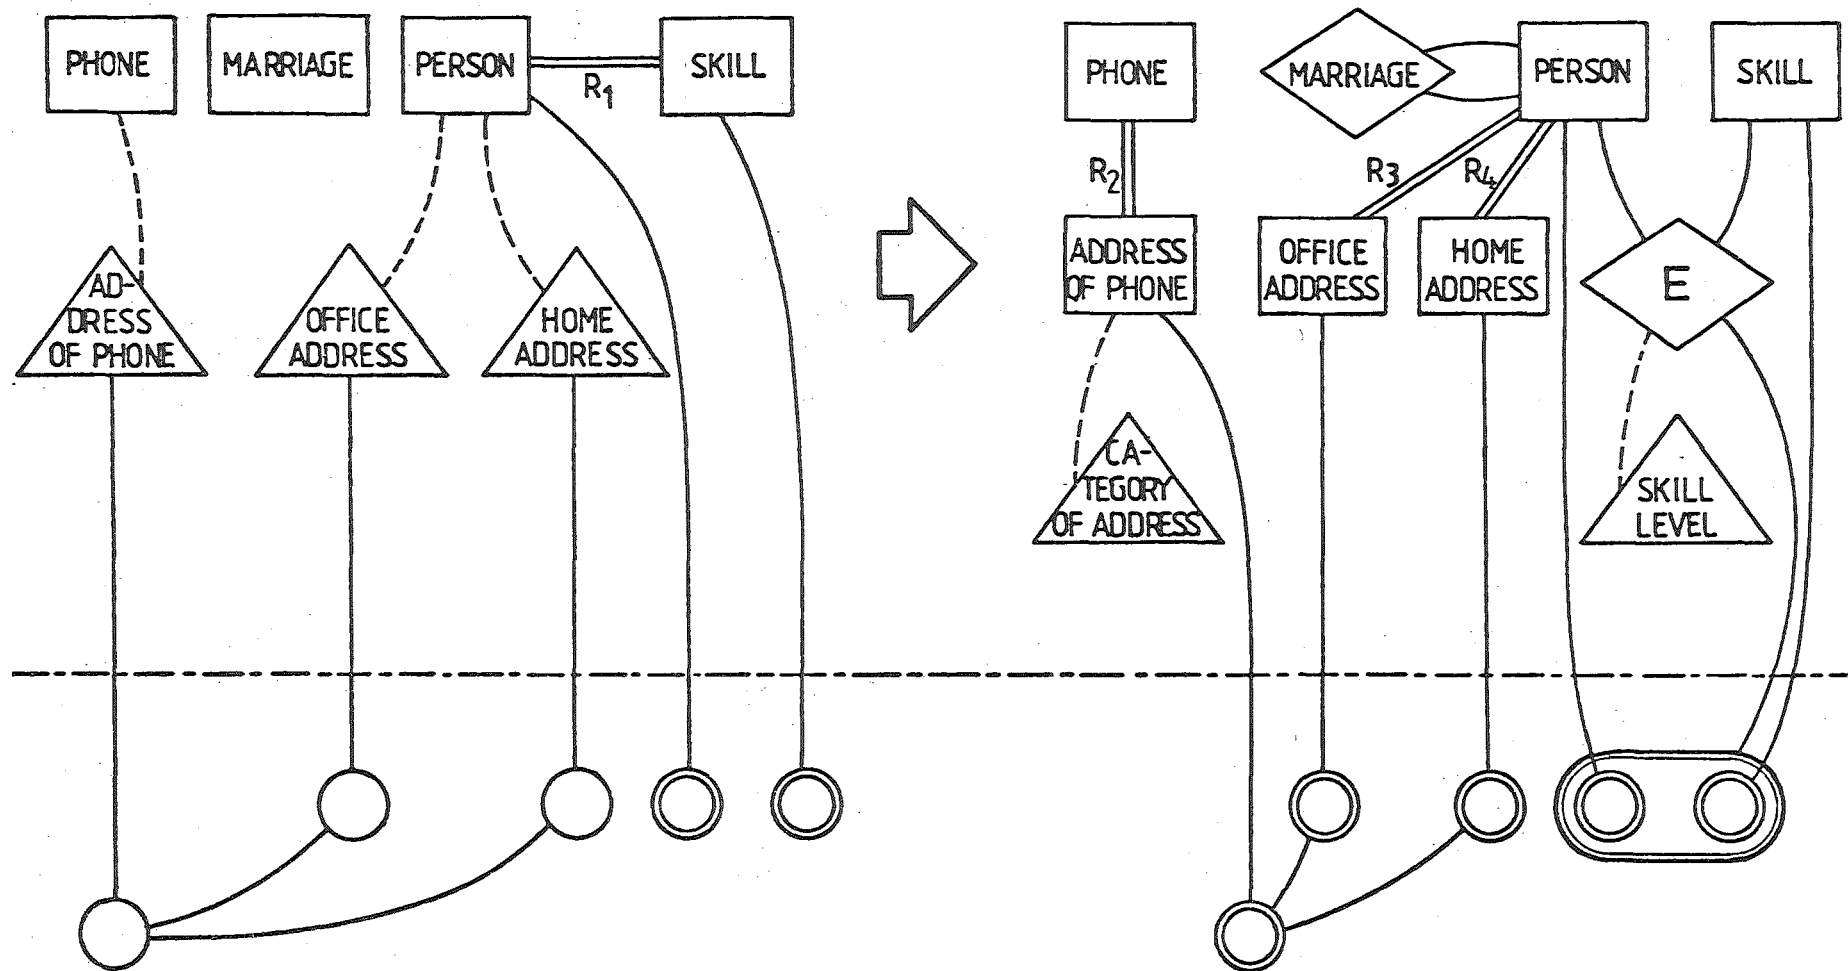 PHONE
MARRIAGE
PERSON
SKILL
R1
AD-
DRESS
OF PHONE
OFFICE
ADDRESS
HOME
ADDRESS
PHONE
MARRIAGE
PERSON
SKILL
R2
R3
R4
ADDRESS
OF PHONE
OFFICE
ADDRESS
HOME
ADDRESS
E
CA-
TEGORY
OF ADDRESS
SKILL
LEVEL